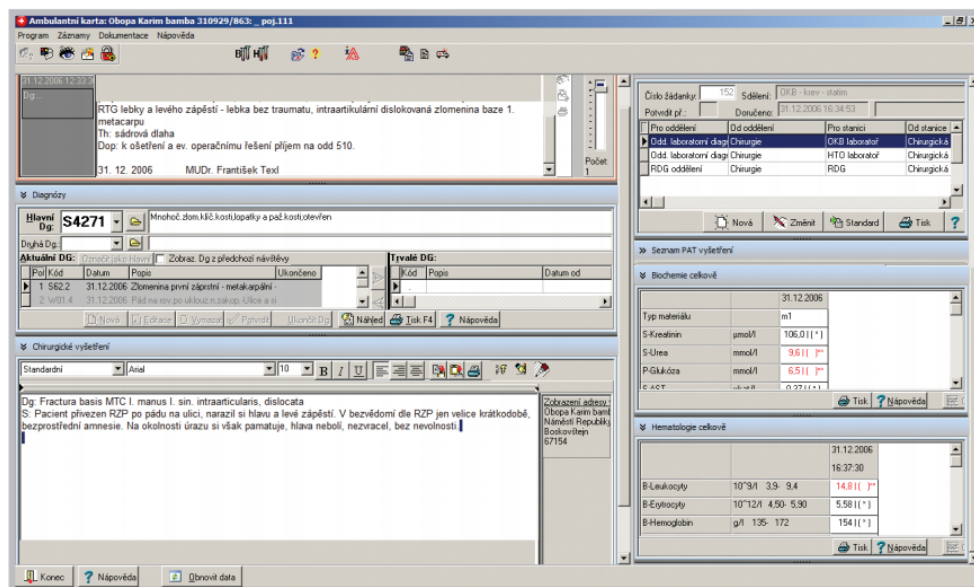 Ambulantní karta: Obopa Karim bamba 310929/863: _ poj.111
Program Záznamy Dokumentace Nápověda
31.12.2006 12:33:3
Dg...
RTG lebky a levého zápěstí - lebka bez traumatu, intraartikulární dislokovaná zlomenina baze 1.
metacarpu
Th: sádrová dlaha
Dop: k ošetření a ev. operačnímu řešení příjem na odd 510.
31. 12. 2006 MUDr. František Texl
Počet
1
Diagnózy
Hlavní Dg: S4271 Mnohoč.zlom.klíč.kosti,lopatky a paž.kosti;otevřen
Druhá Dg.:
Aktuální DG: Označit jako Hlavní Zobraz. Dg z předchozí návštěvy
Pol Kód Datum Popis Ukončeno
1 S62.2 31.12.2006 Zlomenina první záprstní - metakarpální -
2 W01.4 31.12.2006 Pád na rov.po uklouz.n.zakop.-Ulice a si
Trvalé DG:
Kód Popis Datum od
Nová Editace Vymazat Potvrdit Ukončit Dg Náhled Tisk F4 Nápověda
Chirurgické vyšetření
Standardní Arial 10 B I U
Dg: Fractura basis MTC I. manus l. sin. intraarticularis, dislocata
S: Pacient přivezen RZP po pádu na ulici, narazil si hlavu a levé zápěstí. V bezvědomí dle RZP jen velice krátkodobě,
bezprostřední amnesie. Na okolnosti úrazu si však pamatuje, hlava nebolí, nezvracel, bez nevolnosti.
Zobrazení adresy
Obopa Karim bamb
Náměstí Republiky
Boskovštejn
67154
Konec Nápověda Obnovit data
Číslo žádanky: 152 Sdělení: OKB - krev - statim
Potvrdit př.: Doručeno: 31.12.2006 16:34:53
Pro oddělení Od oddělení Pro stanici Od stanice
Odd. laboratorní diagr Chirurgie OKB laboratoř Chirurgická
Odd. laboratorní diagr Chirurgie HTO laboratoř Chirurgická
RDG oddělení Chirurgie RDG Chirurgická
Nová Změnit Standard Tisk
Seznam PAT vyšetření
Biochemie celkově
31.12.2006
Typ materiálu m1
S-Kreatinin µmol/l 106,0 | ( * )
S-Urea mmol/l 9,6 | ( )**
P-Glukóza mmol/l 6,5 | ( )**
S-AST µkat/l 0,37 | ( * )
Tisk Nápověda
Hematologie celkově
31.12.2006
16:37:30
B-Leukocyty 10^9/l 3,9- 9,4 14,8 | ( )**
B-Erytrocyty 10^12/l 4,50- 5,90 5,58 | ( * )
B-Hemoglobin g/l 135- 172 154 | ( * )
Tisk Nápověda